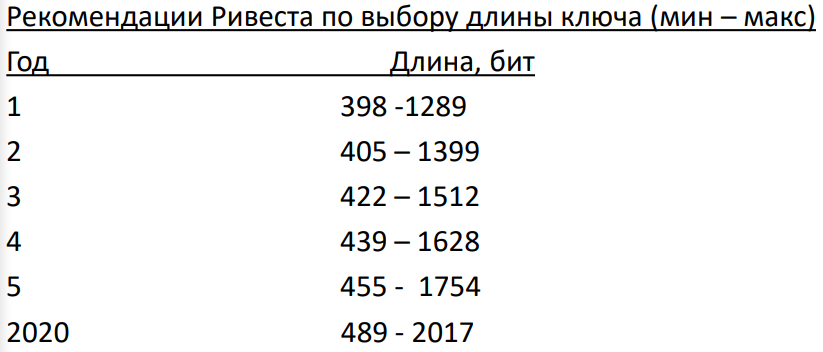 Рекомендации Ривеста по выбору длины ключа (мин – макс)
Год Длина, бит
1 398 -1289
2 405 – 1399
3 422 – 1512
4 439 – 1628
5 455 - 1754
2020 489 - 2017